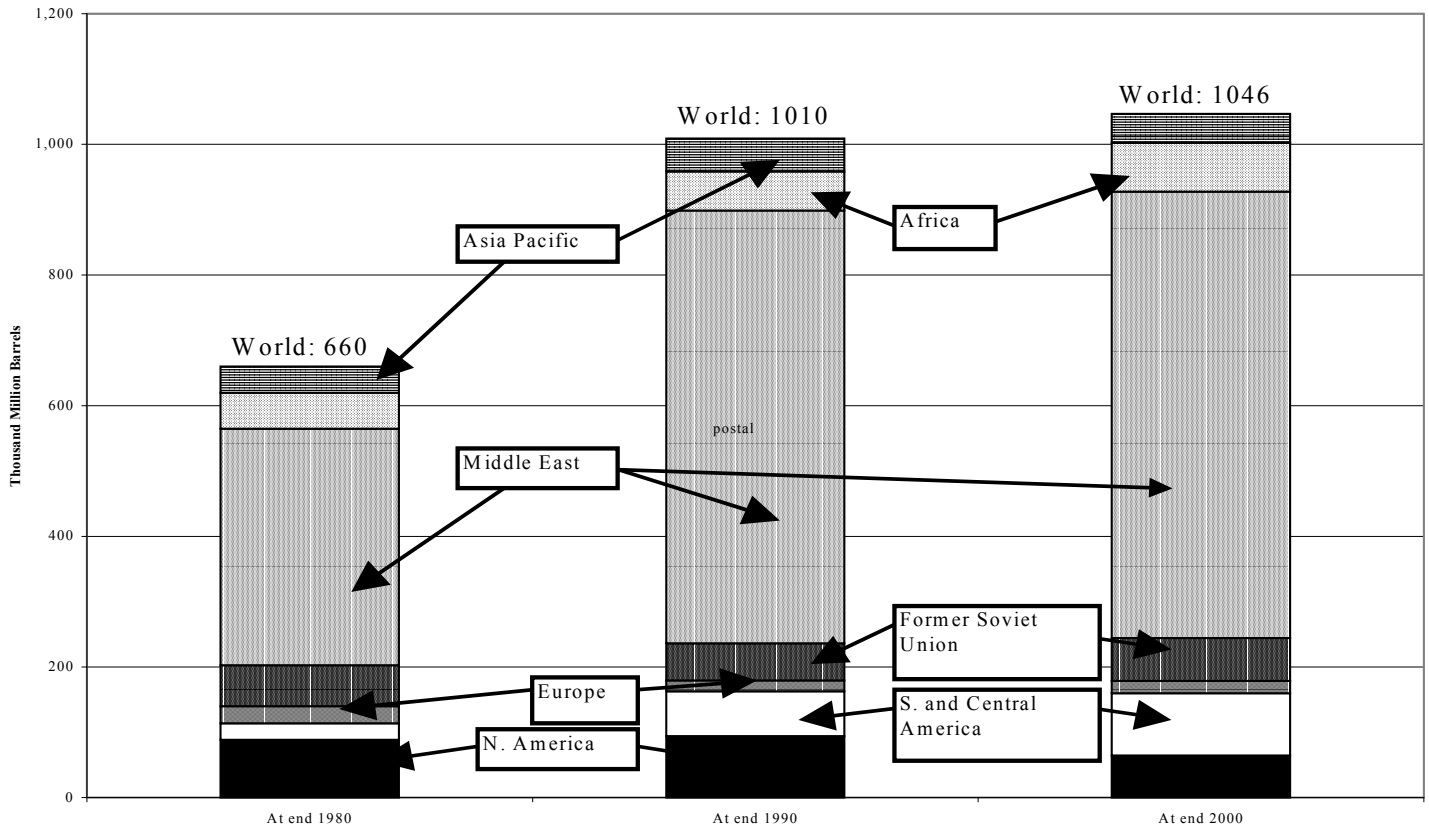 1,200
World: 1046
World: 1010
1,000
Africa
Asia Pacific
800
World: 660
Thousand Million Barrels
600
postal
Middle East
400
Former Soviet
Union
200
Europe
S. and Central
America
N. America
0
At end 1980
At end 1990
At end 2000